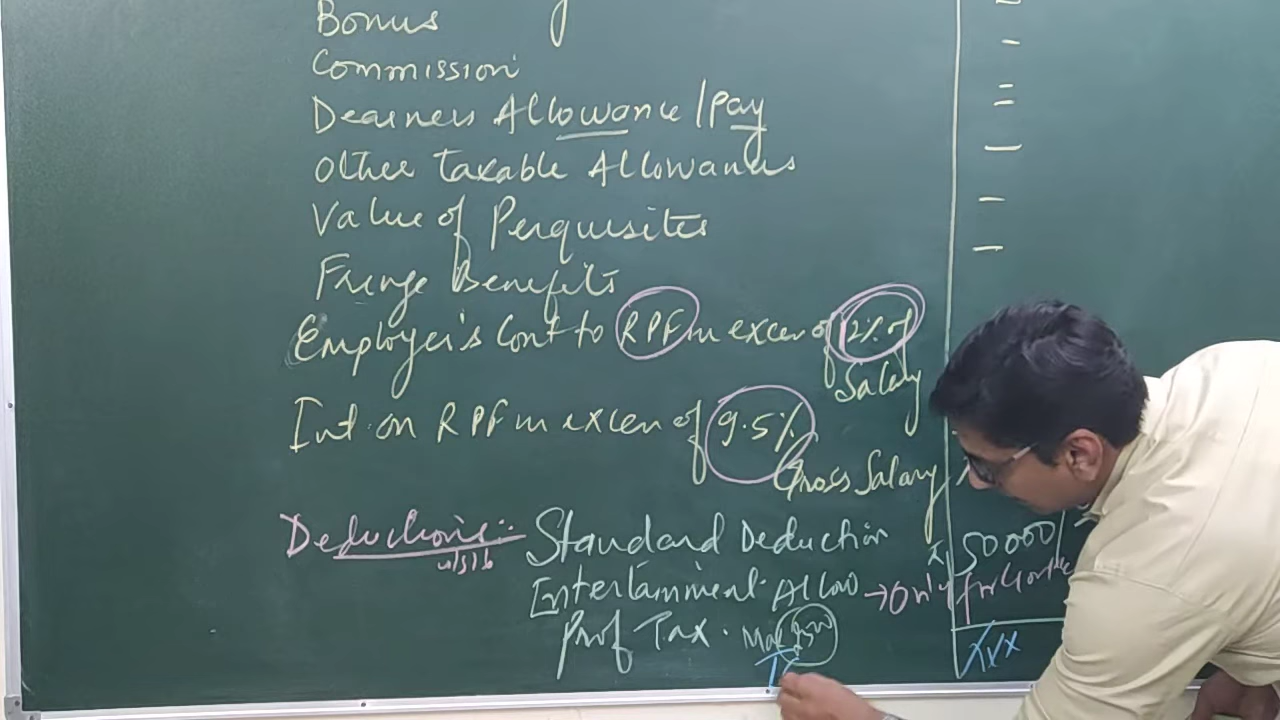 Bonus
Commission
Dearness Allowance/Pay
Other Taxable Allowances
Value of Perquisites
Fringe Benefits
Employer's Cont to RPF in excess of 12% of
Salary
Int. on RPF in excess of 9.5%
Gross Salary
Deductions:- Standard Deduction 50000/-
u/s 16
Entertainment Allow → Only for
Prof Tax. Max 2500
xxx